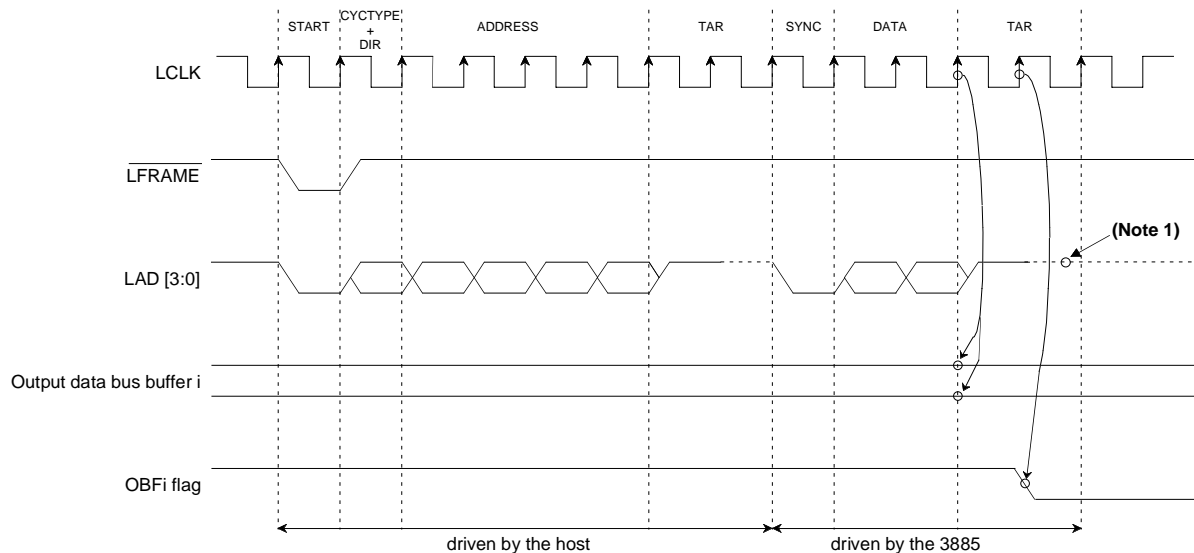 START
CYCTYPE
+
DIR
ADDRESS
TAR
SYNC
DATA
TAR
LCLK
LFRAME
(Note 1)
LAD [3:0]
Output data bus buffer i
OBFi flag
driven by the host
driven by the 3885